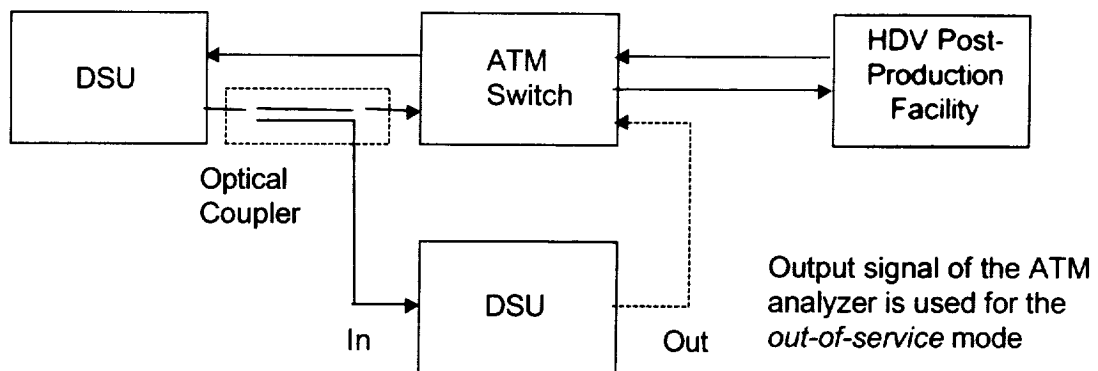 DSU
ATM
Switch
HDV Post-
Production
Facility
Optical
Coupler
DSU
In
Out
Output signal of the ATM
analyzer is used for the
out-of-service mode